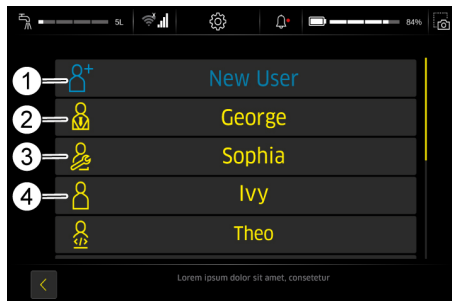 5L
84%
1
New User
2
George
3
Sophia
4
Ivy
</>
Theo
Lorem ipsum dolor sit amet, consetetur